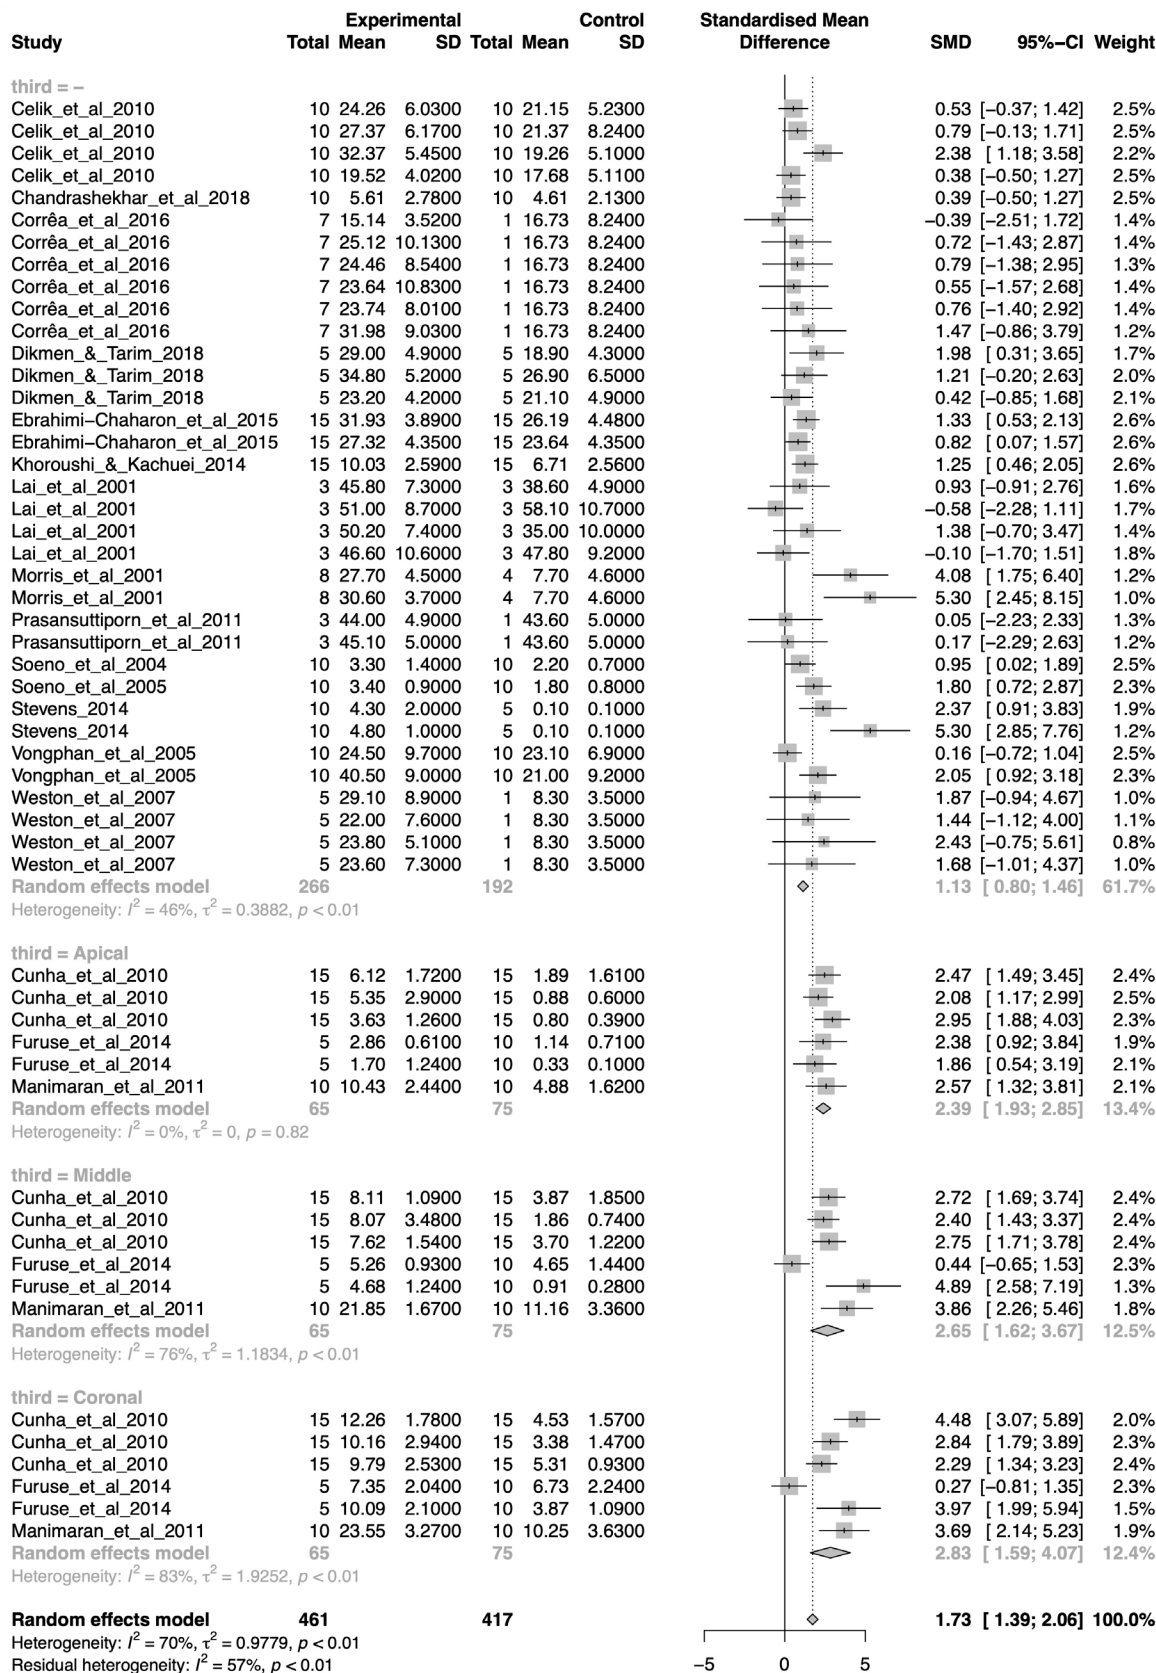 Experimental Control Standardised Mean
Study Total Mean SD Total Mean SD Difference SMD 95%−CI Weight
third = −
Celik_et_al_2010 10 24.26 6.0300 10 21.15 5.2300 0.53 [−0.37; 1.42] 2.5%
Celik_et_al_2010 10 27.37 6.1700 10 21.37 8.2400 0.79 [−0.13; 1.71] 2.5%
Celik_et_al_2010 10 32.37 5.4500 10 19.26 5.1000 2.38 [ 1.18; 3.58] 2.2%
Celik_et_al_2010 10 19.52 4.0200 10 17.68 5.1100 0.38 [−0.50; 1.27] 2.5%
Chandrashekhar_et_al_2018 10 5.61 2.7800 10 4.61 2.1300 0.39 [−0.50; 1.27] 2.5%
Corrêa_et_al_2016 7 15.14 3.5200 1 16.73 8.2400 −0.39 [−2.51; 1.72] 1.4%
Corrêa_et_al_2016 7 25.12 10.1300 1 16.73 8.2400 0.72 [−1.43; 2.87] 1.4%
Corrêa_et_al_2016 7 24.46 8.5400 1 16.73 8.2400 0.79 [−1.38; 2.95] 1.3%
Corrêa_et_al_2016 7 23.64 10.8300 1 16.73 8.2400 0.55 [−1.57; 2.68] 1.4%
Corrêa_et_al_2016 7 23.74 8.0100 1 16.73 8.2400 0.76 [−1.40; 2.92] 1.4%
Corrêa_et_al_2016 7 31.98 9.0300 1 16.73 8.2400 1.47 [−0.86; 3.79] 1.2%
Dikmen_&_Tarim_2018 5 29.00 4.9000 5 18.90 4.3000 1.98 [ 0.31; 3.65] 1.7%
Dikmen_&_Tarim_2018 5 34.80 5.2000 5 26.90 6.5000 1.21 [−0.20; 2.63] 2.0%
Dikmen_&_Tarim_2018 5 23.20 4.2000 5 21.10 4.9000 0.42 [−0.85; 1.68] 2.1%
Ebrahimi−Chaharon_et_al_2015 15 31.93 3.8900 15 26.19 4.4800 1.33 [ 0.53; 2.13] 2.6%
Ebrahimi−Chaharon_et_al_2015 15 27.32 4.3500 15 23.64 4.3500 0.82 [ 0.07; 1.57] 2.6%
Khoroushi_&_Kachuei_2014 15 10.03 2.5900 15 6.71 2.5600 1.25 [ 0.46; 2.05] 2.6%
Lai_et_al_2001 3 45.80 7.3000 3 38.60 4.9000 0.93 [−0.91; 2.76] 1.6%
Lai_et_al_2001 3 51.00 8.7000 3 58.10 10.7000 −0.58 [−2.28; 1.11] 1.7%
Lai_et_al_2001 3 50.20 7.4000 3 35.00 10.0000 1.38 [−0.70; 3.47] 1.4%
Lai_et_al_2001 3 46.60 10.6000 3 47.80 9.2000 −0.10 [−1.70; 1.51] 1.8%
Morris_et_al_2001 8 27.70 4.5000 4 7.70 4.6000 4.08 [ 1.75; 6.40] 1.2%
Morris_et_al_2001 8 30.60 3.7000 4 7.70 4.6000 5.30 [ 2.45; 8.15] 1.0%
Prasansuttiporn_et_al_2011 3 44.00 4.9000 1 43.60 5.0000 0.05 [−2.23; 2.33] 1.3%
Prasansuttiporn_et_al_2011 3 45.10 5.0000 1 43.60 5.0000 0.17 [−2.29; 2.63] 1.2%
Soeno_et_al_2004 10 3.30 1.4000 10 2.20 0.7000 0.95 [ 0.02; 1.89] 2.5%
Soeno_et_al_2005 10 3.40 0.9000 10 1.80 0.8000 1.80 [ 0.72; 2.87] 2.3%
Stevens_2014 10 4.30 2.0000 5 0.10 0.1000 2.37 [ 0.91; 3.83] 1.9%
Stevens_2014 10 4.80 1.0000 5 0.10 0.1000 5.30 [ 2.85; 7.76] 1.2%
Vongphan_et_al_2005 10 24.50 9.7000 10 23.10 6.9000 0.16 [−0.72; 1.04] 2.5%
Vongphan_et_al_2005 10 40.50 9.0000 10 21.00 9.2000 2.05 [ 0.92; 3.18] 2.3%
Weston_et_al_2007 5 29.10 8.9000 1 8.30 3.5000 1.87 [−0.94; 4.67] 1.0%
Weston_et_al_2007 5 22.00 7.6000 1 8.30 3.5000 1.44 [−1.12; 4.00] 1.1%
Weston_et_al_2007 5 23.80 5.1000 1 8.30 3.5000 2.43 [−0.75; 5.61] 0.8%
Weston_et_al_2007 5 23.60 7.3000 1 8.30 3.5000 1.68 [−1.01; 4.37] 1.0%
Random effects model 266 192 1.13 [ 0.80; 1.46] 61.7%
Heterogeneity: I² = 46%, τ² = 0.3882, p < 0.01
third = Apical
Cunha_et_al_2010 15 6.12 1.7200 15 1.89 1.6100 2.47 [ 1.49; 3.45] 2.4%
Cunha_et_al_2010 15 5.35 2.9000 15 0.88 0.6000 2.08 [ 1.17; 2.99] 2.5%
Cunha_et_al_2010 15 3.63 1.2600 15 0.80 0.3900 2.95 [ 1.88; 4.03] 2.3%
Furuse_et_al_2014 5 2.86 0.6100 10 1.14 0.7100 2.38 [ 0.92; 3.84] 1.9%
Furuse_et_al_2014 5 1.70 1.2400 10 0.33 0.1000 1.86 [ 0.54; 3.19] 2.1%
Manimaran_et_al_2011 10 10.43 2.4400 10 4.88 1.6200 2.57 [ 1.32; 3.81] 2.1%
Random effects model 65 75 2.39 [ 1.93; 2.85] 13.4%
Heterogeneity: I² = 0%, τ² = 0, p = 0.82
third = Middle
Cunha_et_al_2010 15 8.11 1.0900 15 3.87 1.8500 2.72 [ 1.69; 3.74] 2.4%
Cunha_et_al_2010 15 8.07 3.4800 15 1.86 0.7400 2.40 [ 1.43; 3.37] 2.4%
Cunha_et_al_2010 15 7.62 1.5400 15 3.70 1.2200 2.75 [ 1.71; 3.78] 2.4%
Furuse_et_al_2014 5 5.26 0.9300 10 4.65 1.4400 0.44 [−0.65; 1.53] 2.3%
Furuse_et_al_2014 5 4.68 1.2400 10 0.91 0.2800 4.89 [ 2.58; 7.19] 1.3%
Manimaran_et_al_2011 10 21.85 1.6700 10 11.16 3.3600 3.86 [ 2.26; 5.46] 1.8%
Random effects model 65 75 2.65 [ 1.62; 3.67] 12.5%
Heterogeneity: I² = 76%, τ² = 1.1834, p < 0.01
third = Coronal
Cunha_et_al_2010 15 12.26 1.7800 15 4.53 1.5700 4.48 [ 3.07; 5.89] 2.0%
Cunha_et_al_2010 15 10.16 2.9400 15 3.38 1.4700 2.84 [ 1.79; 3.89] 2.3%
Cunha_et_al_2010 15 9.79 2.5300 15 5.31 0.9300 2.29 [ 1.34; 3.23] 2.4%
Furuse_et_al_2014 5 7.35 2.0400 10 6.73 2.2400 0.27 [−0.81; 1.35] 2.3%
Furuse_et_al_2014 5 10.09 2.1000 10 3.87 1.0900 3.97 [ 1.99; 5.94] 1.5%
Manimaran_et_al_2011 10 23.55 3.2700 10 10.25 3.6300 3.69 [ 2.14; 5.23] 1.9%
Random effects model 65 75 2.83 [ 1.59; 4.07] 12.4%
Heterogeneity: I² = 83%, τ² = 1.9252, p < 0.01
Random effects model 461 417 1.73 [ 1.39; 2.06] 100.0%
Heterogeneity: I² = 70%, τ² = 0.9779, p < 0.01
Residual heterogeneity: I² = 57%, p < 0.01
−5 0 5